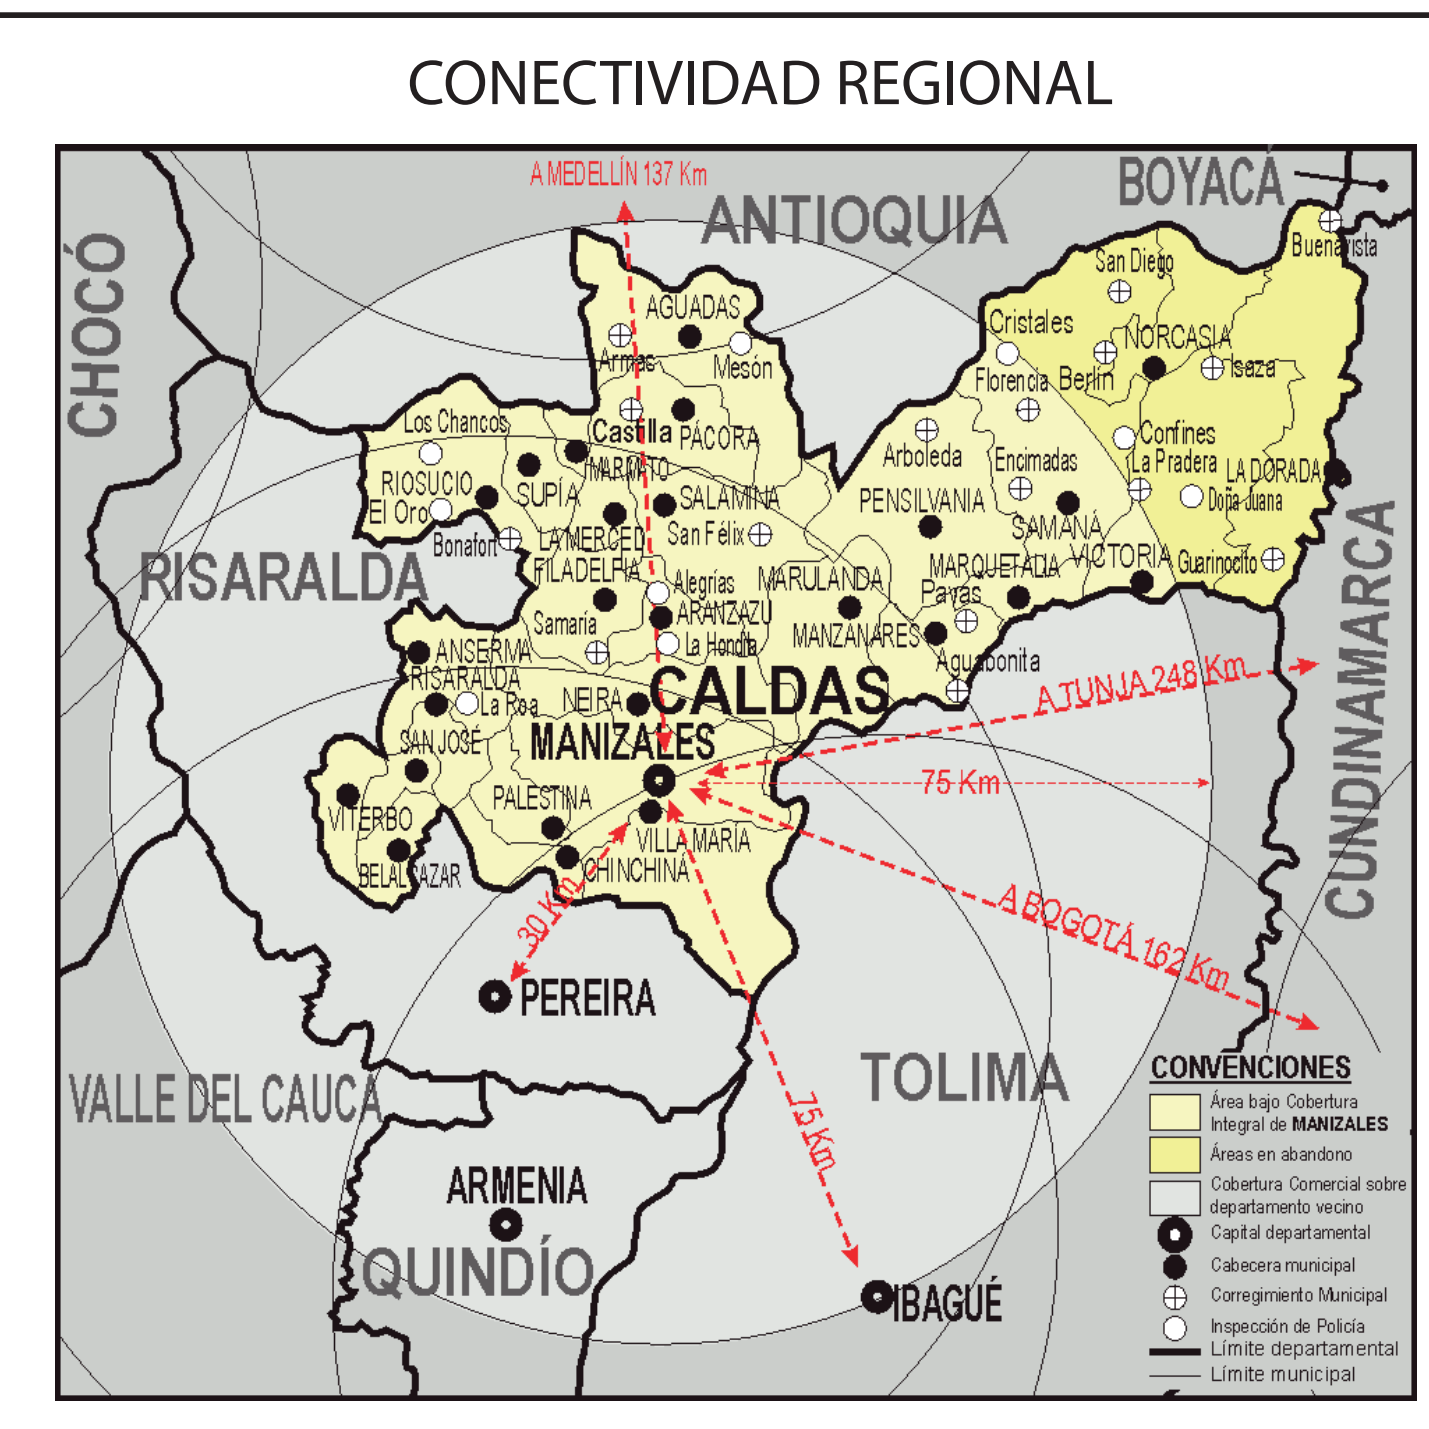 CONECTIVIDAD REGIONAL
A MEDELLÍN 137 Km
BOYACÁ
ANTIOQUIA
CHOCÓ
Buenavista
San Diego
AGUADAS
Cristales
NORCASIA
Armas
Mesón
Florencia
Berlín
Isaza
Los Chancos
Castilla
PÁCORA
Confines
Arboleda
Encimadas
La Pradera
LA DORADA
MARMATO
RIOSUCIO
SUPÍA
SALAMINA
PENSILVANIA
Doña Juana
El Oro
SAMANÁ
San Félix
Bonafont
LA MERCED
VICTORIA
Guarinocito
RISARALDA
FILADELFIA
Alegrías
MARULANDA
MARQUETALIA
Payas
CUNDINAMARCA
Samaría
ARANZAZU
MANZANARES
La Hondita
ANSERMA
Aguabonita
RISARALDA
La Roa
NEIRA
CALDAS
A TUNJA 248 Km
SAN JOSÉ
MANIZALES
75 Km
PALESTINA
VITERBO
VILLA MARÍA
BELALCAZAR
CHINCHINÁ
30 Km
A BOGOTÁ 162 Km
PEREIRA
TOLIMA
VALLE DEL CAUCA
75 Km
ARMENIA
QUINDÍO
IBAGUÉ
CONVENCIONES
Área bajo Cobertura
Integral de MANIZALES
Áreas en abandono
Cobertura Comercial sobre
departamento vecino
Capital departamental
Cabecera municipal
Corregimiento Municipal
Inspección de Policía
Límite departamental
Límite municipal